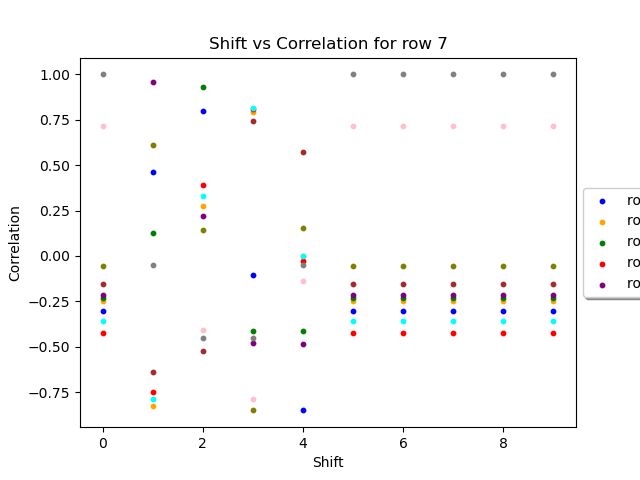 Shift vs Correlation for row 7
1.00
0.75
0.50
0.25
0.00
−0.25
−0.50
−0.75
Correlation
0 2 4 6 8
Shift
ro
ro
ro
ro
ro